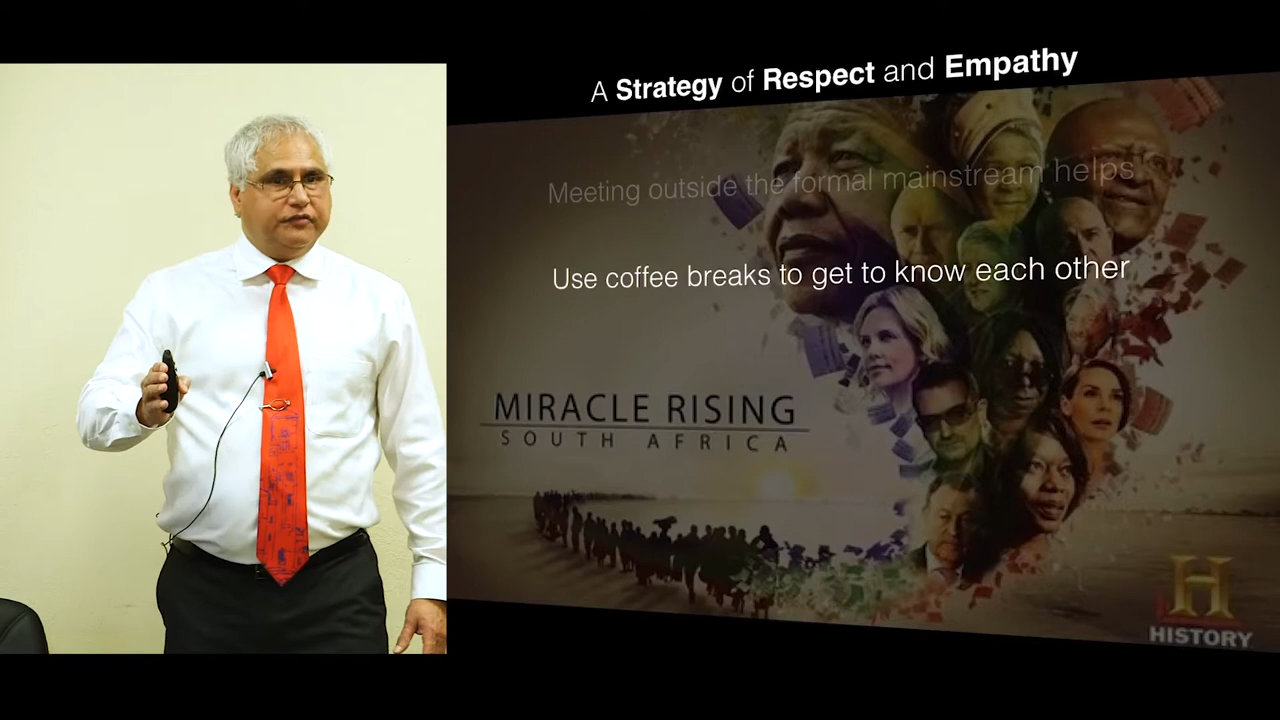 A Strategy of Respect and Empathy
Meeting outside the formal mainstream helps
Use coffee breaks to get to know each other
MIRACLE RISING
SOUTH AFRICA
H
HISTORY